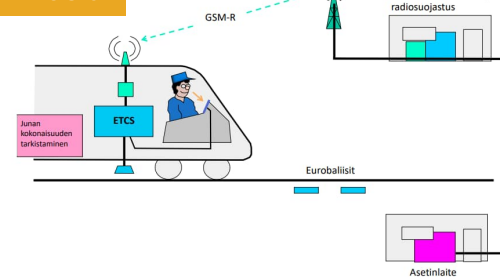 radiosuojastus
GSM-R
ETCS
Junan
kokonaisuuden
tarkistaminen
Eurobaliisit
Asetinlaite